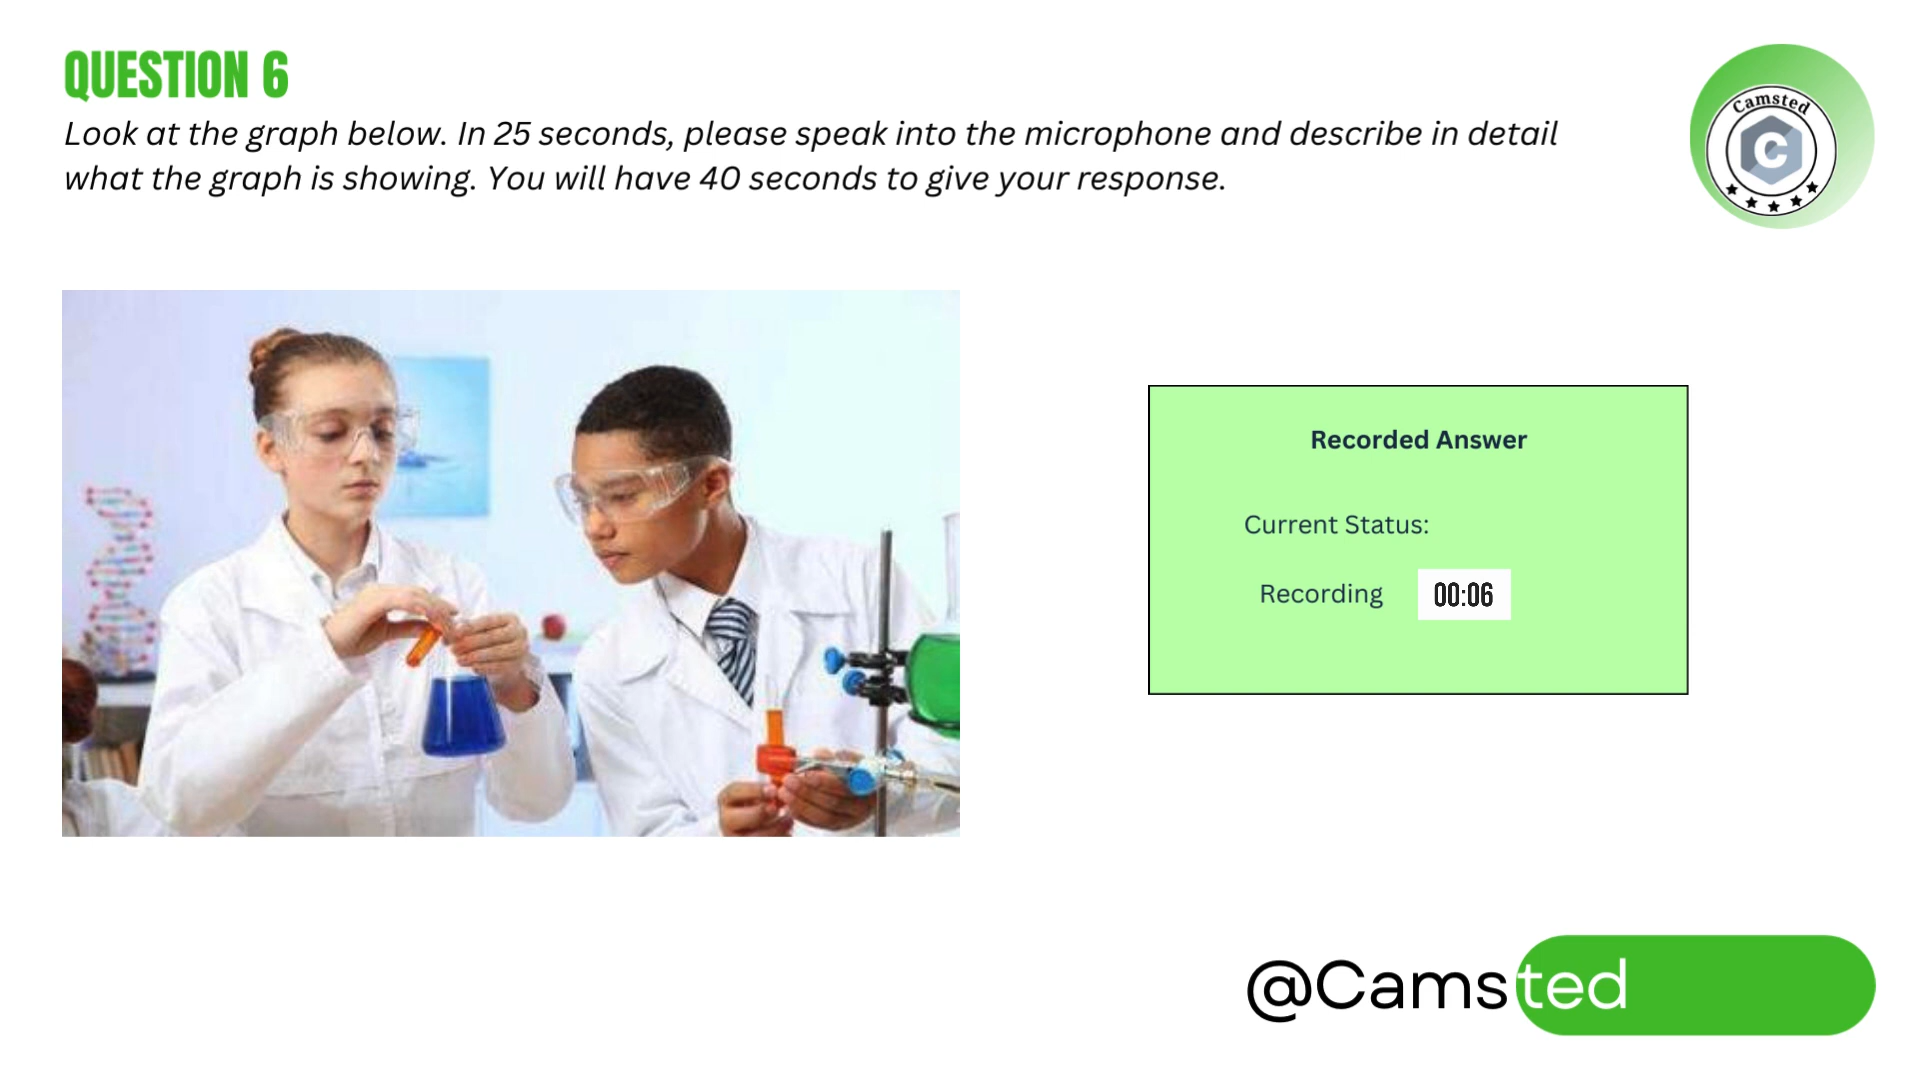 QUESTION 6
Look at the graph below. In 25 seconds, please speak into the microphone and describe in detail
what the graph is showing. You will have 40 seconds to give your response.
Camsted
C
Recorded Answer
Current Status:
Recording 00:06
@Camsted